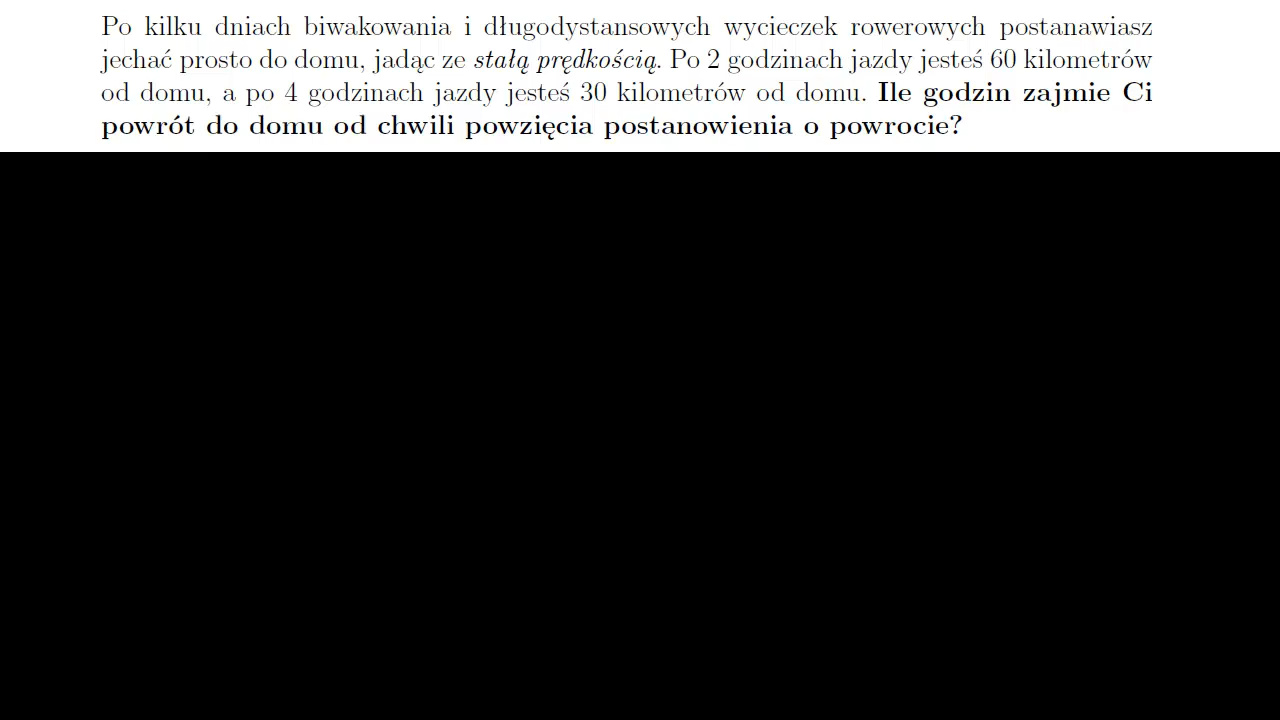 Po kilku dniach biwakowania i długodystansowych wycieczek rowerowych postanawiasz
jechać prosto do domu, jadąc ze stałą prędkością. Po 2 godzinach jazdy jesteś 60 kilometrów
od domu, a po 4 godzinach jazdy jesteś 30 kilometrów od domu. Ile godzin zajmie Ci
powrót do domu od chwili powzięcia postanowienia o powrocie?